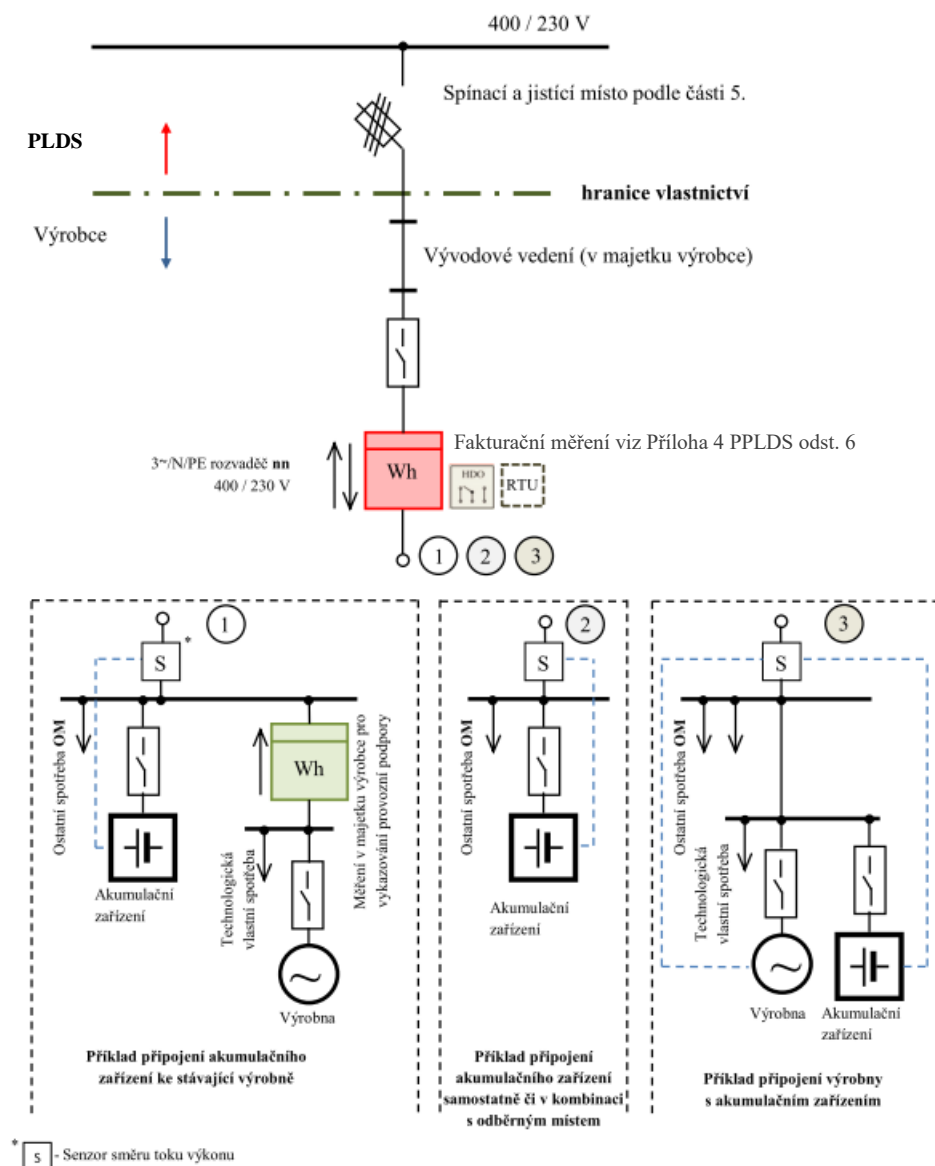 400 / 230 V
Spínací a jistící místo podle části 5.
PLDS
hranice vlastnictví
Výrobce
Vývodové vedení (v majetku výrobce)
Fakturační měření viz Příloha 4 PPLDS odst. 6
3~/N/PE rozvaděč nn
400 / 230 V
Wh
HDO
RTU
1
2
3
1
*
S
Ostatní spotřeba OM
Wh
Měření v majetku výrobce pro
vykazování provozní podpory
Akumulační
zařízení
Technologická
vlastní spotřeba
Výrobna
Příklad připojení akumulačního
zařízení ke stávající výrobně
2
S
Ostatní spotřeba OM
Akumulační
zařízení
Příklad připojení
akumulačního zařízení
samostatně či v kombinaci
s odběrným místem
3
S
Ostatní spotřeba OM
Technologická
vlastní spotřeba
Výrobna
Akumulační
zařízení
Příklad připojení výrobny
s akumulačním zařízením
* S - Senzor směru toku výkonu